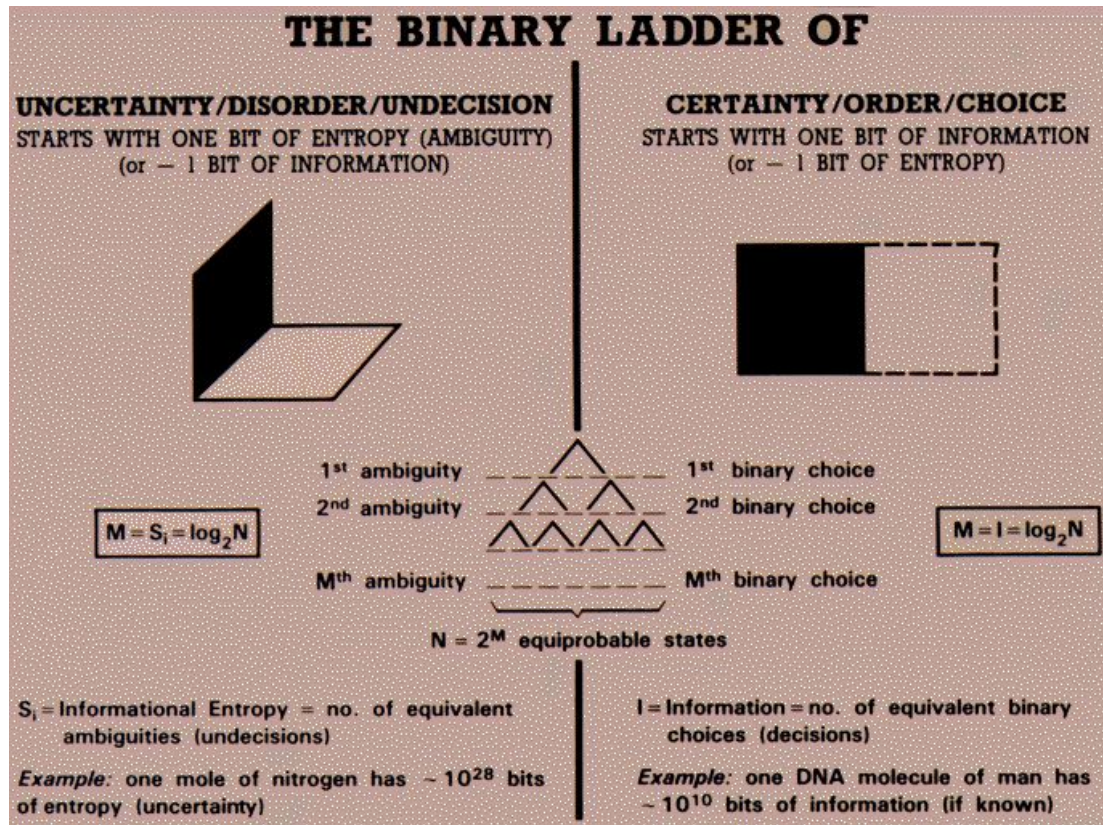 THE BINARY LADDER OF
UNCERTAINTY/DISORDER/UNDECISION
STARTS WITH ONE BIT OF ENTROPY (AMBIGUITY)
(or — 1 BIT OF INFORMATION)
CERTAINTY/ORDER/CHOICE
STARTS WITH ONE BIT OF INFORMATION
(or — 1 BIT OF ENTROPY)
1st ambiguity
1st binary choice
2nd ambiguity
2nd binary choice
M = Si = log2N
M = I = log2N
Mth ambiguity
Mth binary choice
N = 2M equiprobable states
Si = Informational Entropy = no. of equivalent
ambiguities (undecisions)
Example: one mole of nitrogen has ~ 1028 bits
of entropy (uncertainty)
I = Information = no. of equivalent binary
choices (decisions)
Example: one DNA molecule of man has
~ 1010 bits of information (if known)